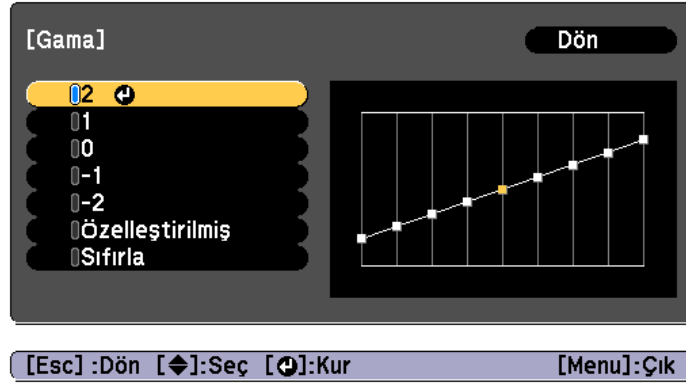 [Gama]
Dön
2
1
0
-1
-2
Özelleştirilmiş
Sıfırla
[Esc] :Dön [◆]:Seç [↵]:Kur [Menu]:Çık